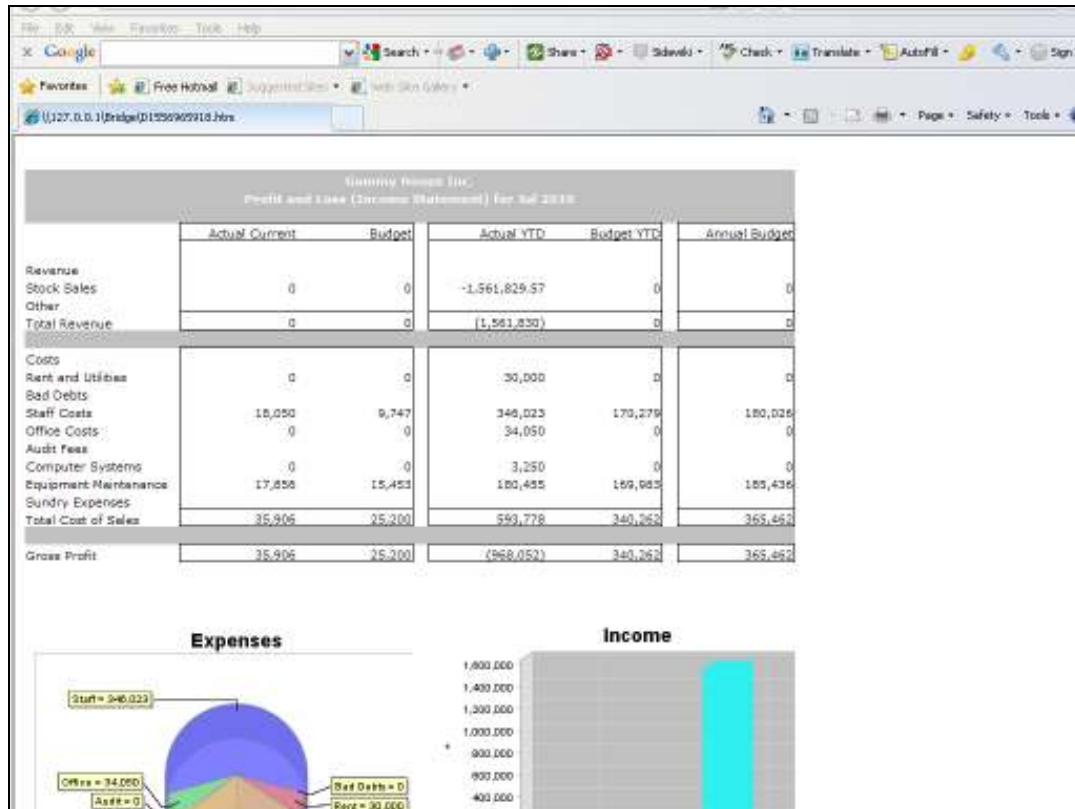 File Edit View Favorites Tools Help
x Google Search Share Sidewiki Check Translate AutoFill Sign
Favorites Free Hotmail Suggested Sites Web Slice Gallery
\\127.0.0.1\Bridge\D1556965918.htm Page Safety Tools
Inc.
Profit and Loss (Income Statement) for Jul 2010
Actual Current Budget Actual YTD Budget YTD Annual Budget
Revenue
Stock Sales 0 0 -1,561,829.57 0 0
Other
Total Revenue 0 0 (1,561,830) 0 0
Costs
Rent and Utilities 0 0 30,000 0 0
Bad Debts
Staff Costs 18,050 9,747 346,023 170,279 180,026
Office Costs 0 0 34,050 0 0
Audit Fees
Computer Systems 0 0 3,250 0 0
Equipment Maintenance 17,856 15,453 180,455 169,983 185,436
Sundry Expenses
Total Cost of Sales 35,906 25,200 593,778 340,262 365,462
Gross Profit 35,906 25,200 (968,052) 340,262 365,462
Expenses Income
1,600,000
Staff = 346,023
1,400,000
1,200,000
1,000,000
800,000
Office = 34,050 Bad Debts = 0
600,000
Audit = 0 Rent = 30,000
400,000